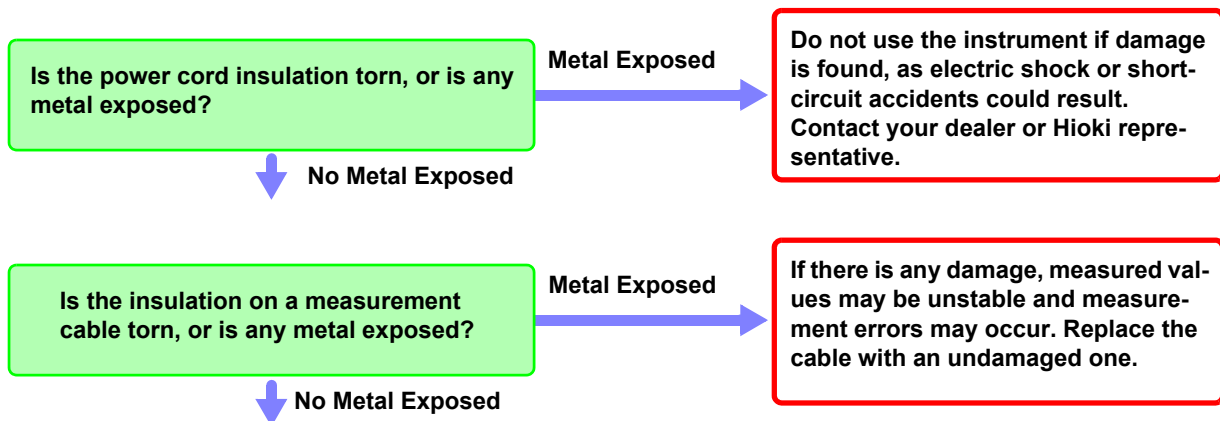 Is the power cord insulation torn, or is any
metal exposed?
Metal Exposed
Do not use the instrument if damage
is found, as electric shock or short-
circuit accidents could result.
Contact your dealer or Hioki repre-
sentative.
No Metal Exposed
Is the insulation on a measurement
cable torn, or is any metal exposed?
Metal Exposed
If there is any damage, measured val-
ues may be unstable and measure-
ment errors may occur. Replace the
cable with an undamaged one.
No Metal Exposed